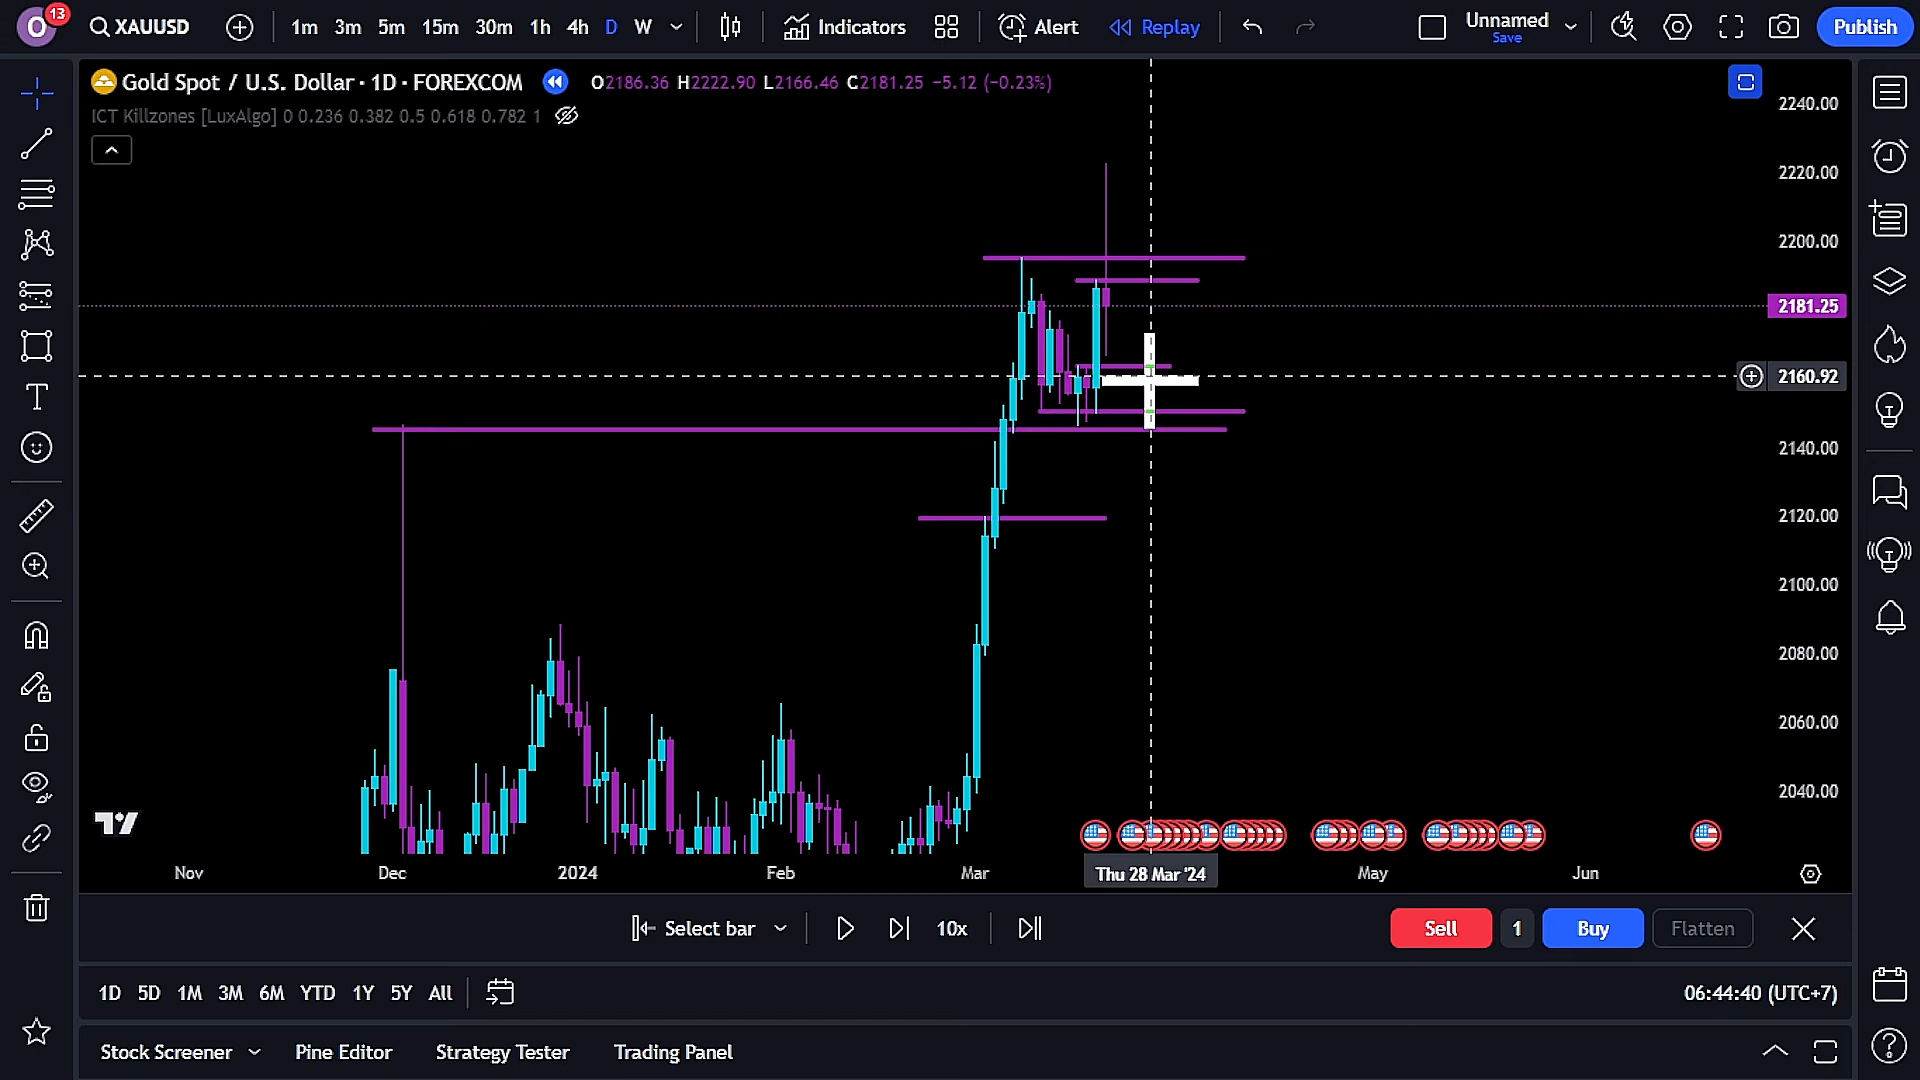 O 13 XAUUSD 1m 3m 5m 15m 30m 1h 4h D W Indicators Alert Replay Unnamed Save Publish
Gold Spot / U.S. Dollar · 1D · FOREXCOM O2186.36 H2222.90 L2166.46 C2181.25 −5.12 (−0.23%)
ICT Killzones [LuxAlgo] 0 0.236 0.382 0.5 0.618 0.782 1
2240.00
2220.00
2200.00
2181.25
2160.92
2140.00
2120.00
2100.00
2080.00
2060.00
2040.00
Nov Dec 2024 Feb Mar Thu 28 Mar '24 May Jun
Select bar 10x Sell 1 Buy Flatten
1D 5D 1M 3M 6M YTD 1Y 5Y All 06:44:40 (UTC+7)
Stock Screener Pine Editor Strategy Tester Trading Panel